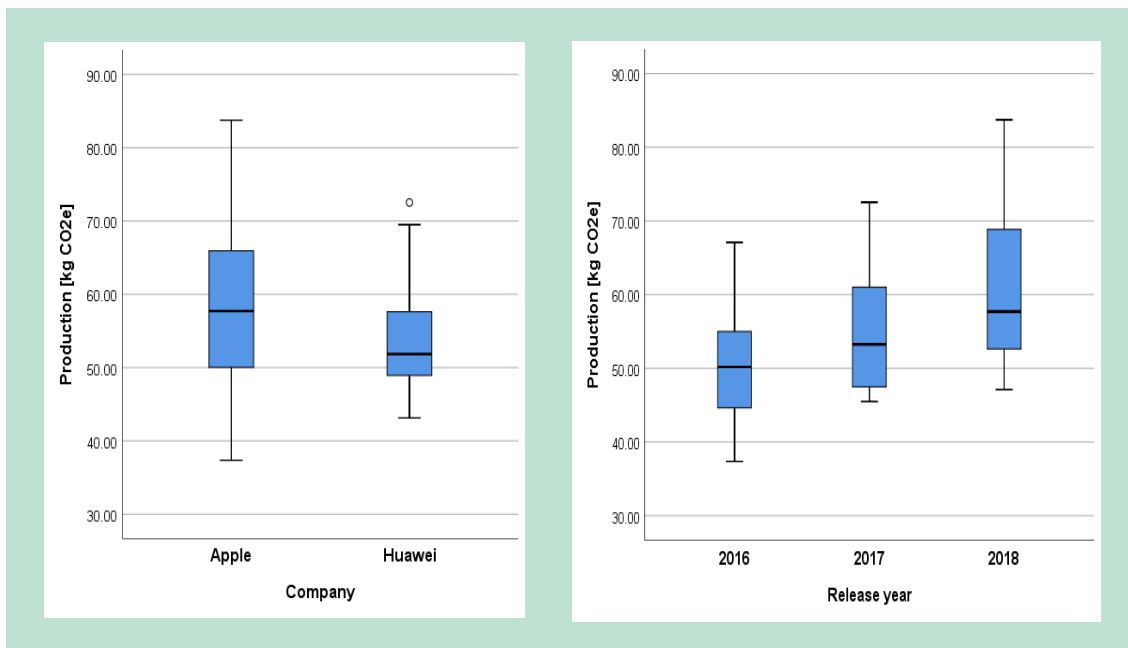 90.00
80.00
70.00
60.00
50.00
40.00
30.00
Production [kg CO2e]
Apple Huawei
Company
90.00
80.00
70.00
60.00
50.00
40.00
30.00
Production [kg CO2e]
2016 2017 2018
Release year